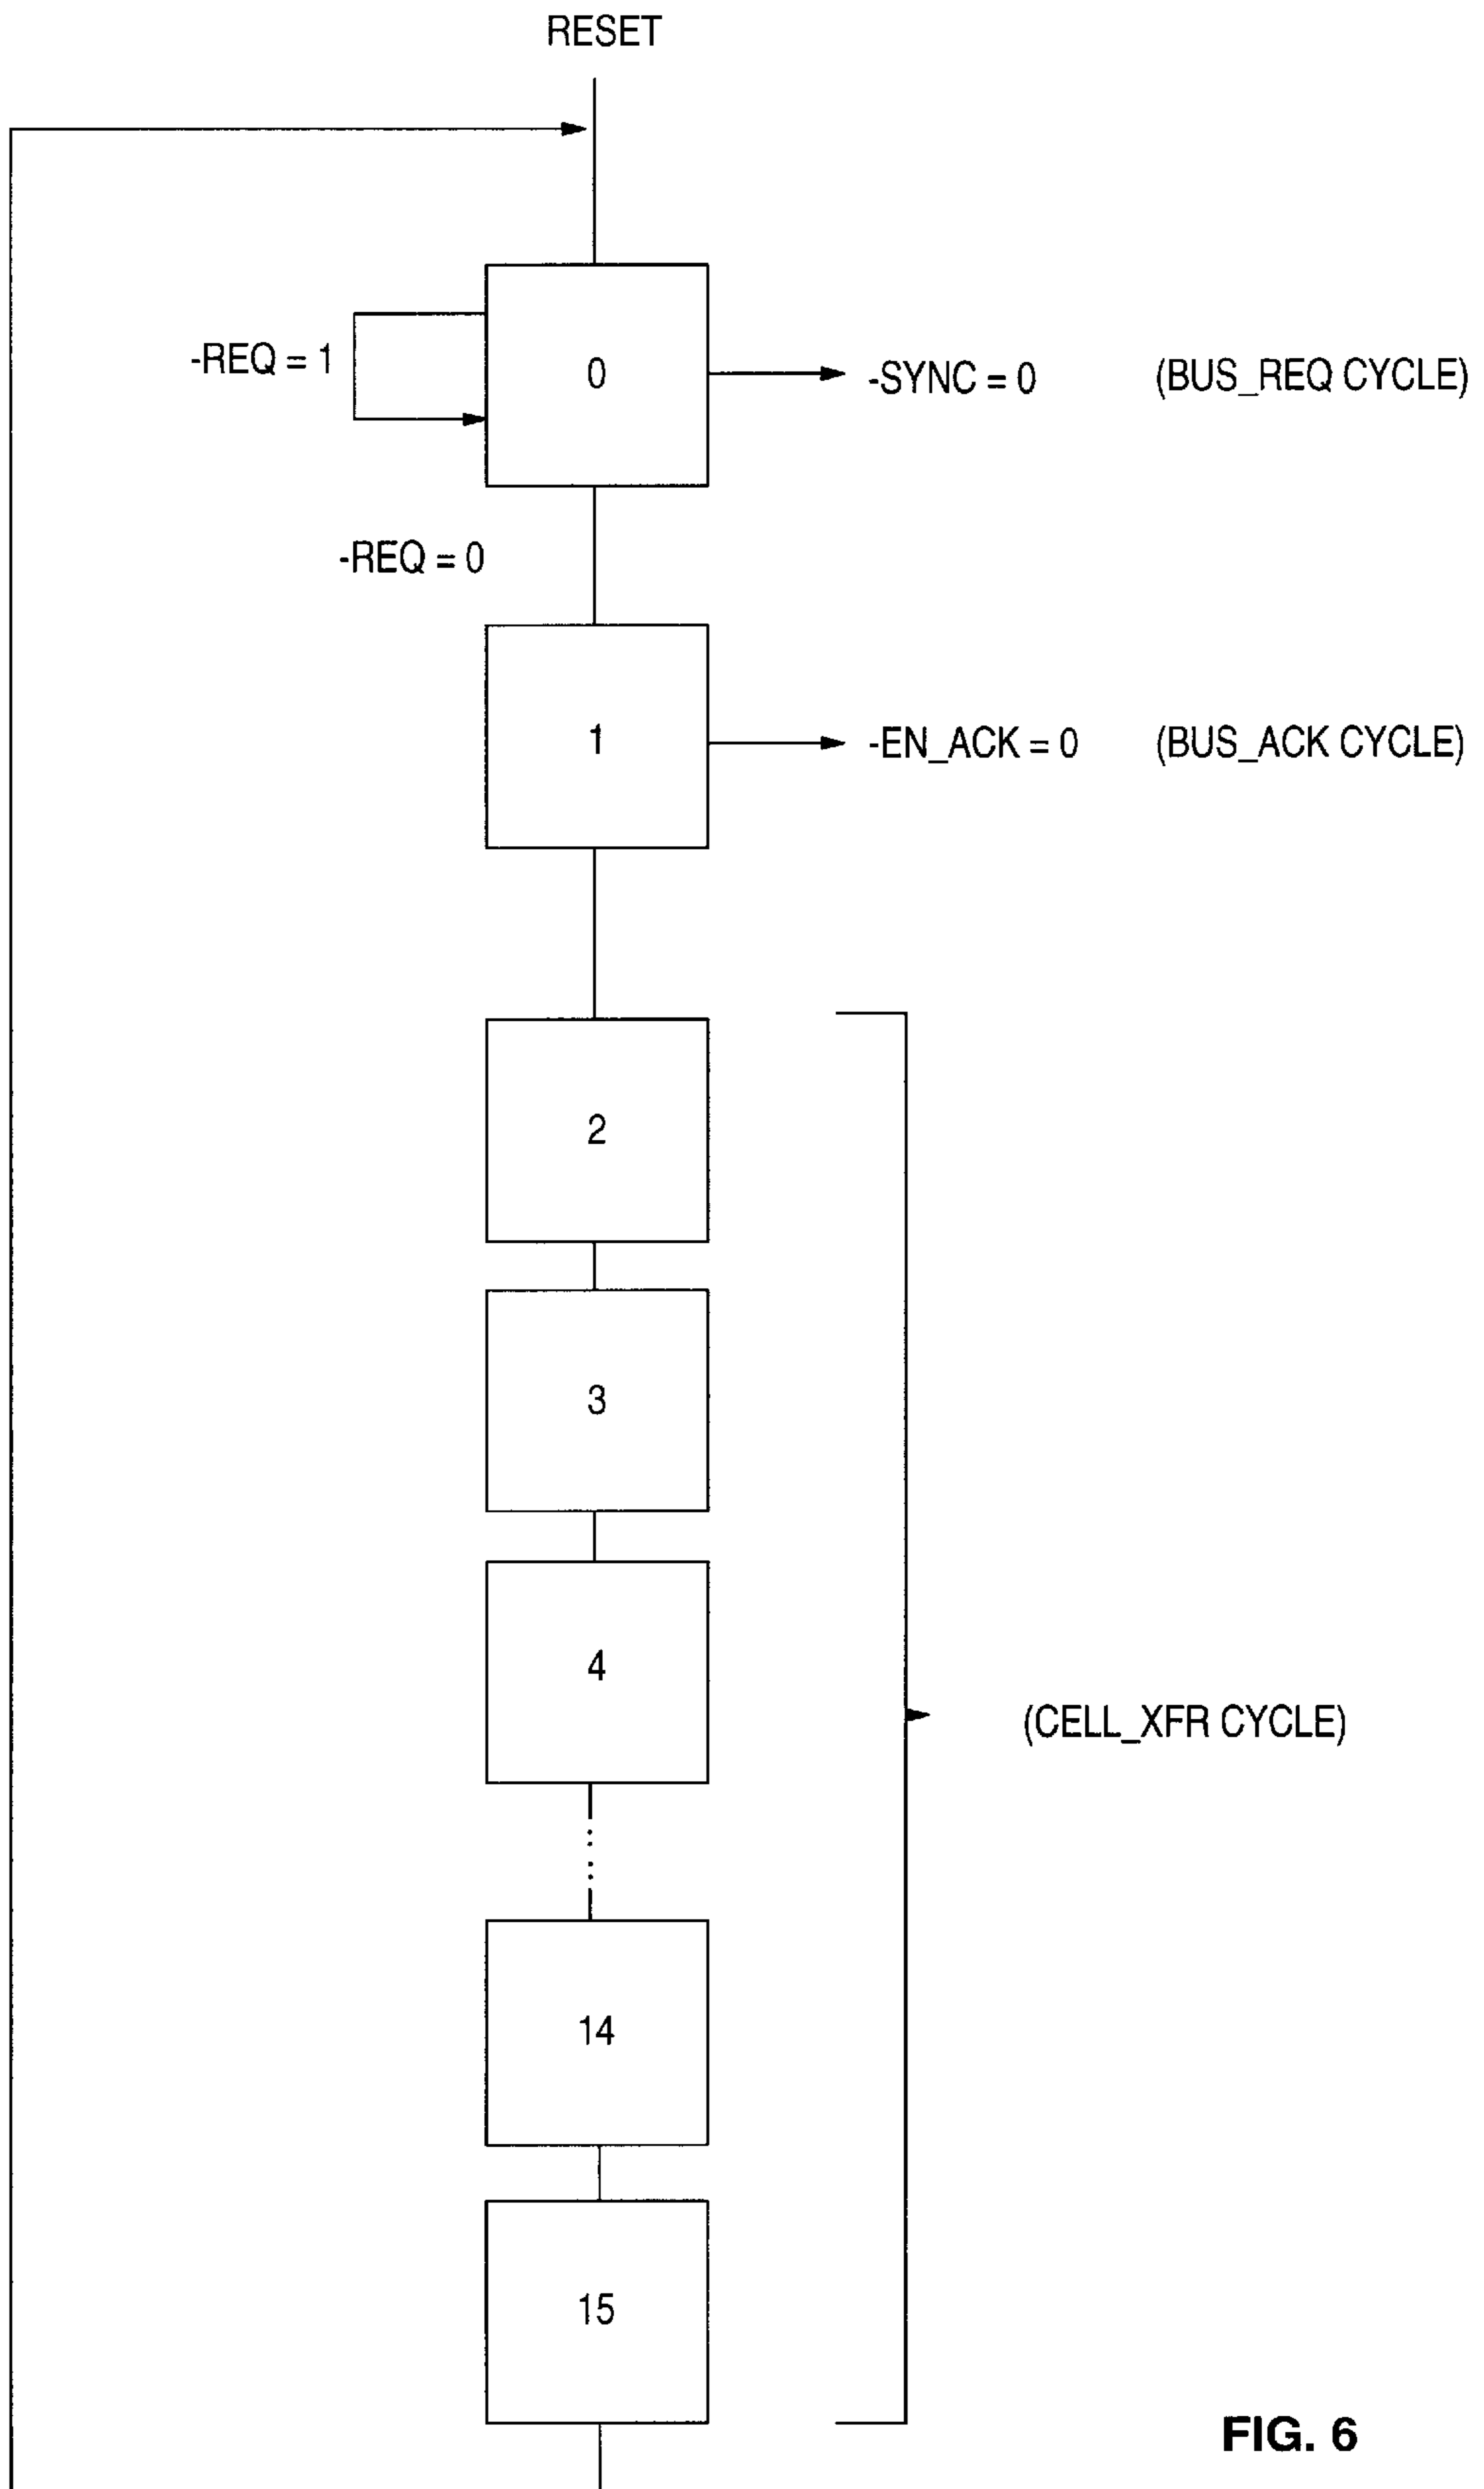 RESET
-REQ = 1
0
-SYNC = 0 (BUS_REQ CYCLE)
-REQ = 0
1
-EN_ACK = 0 (BUS_ACK CYCLE)
2
3
4
(CELL_XFR CYCLE)
14
15
FIG. 6